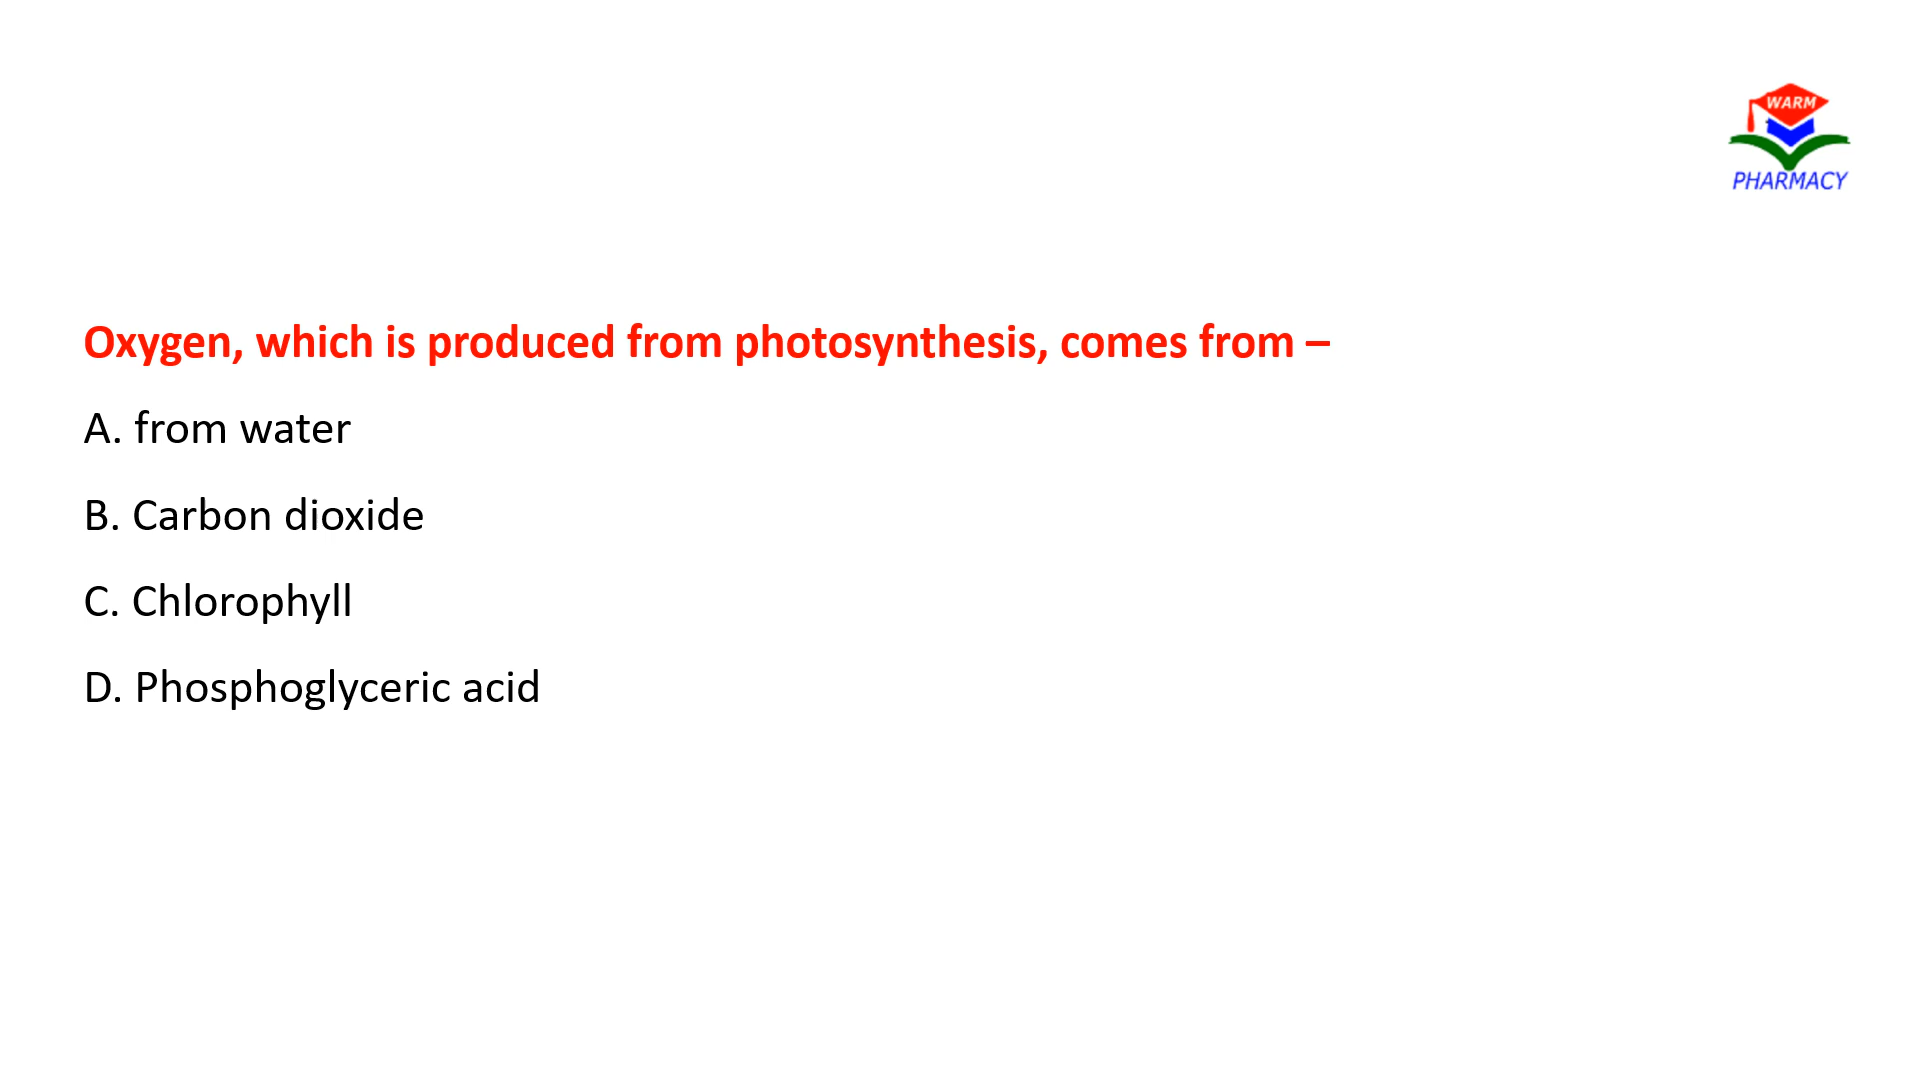 WARM
PHARMACY
Oxygen, which is produced from photosynthesis, comes from –
A. from water
B. Carbon dioxide
C. Chlorophyll
D. Phosphoglyceric acid